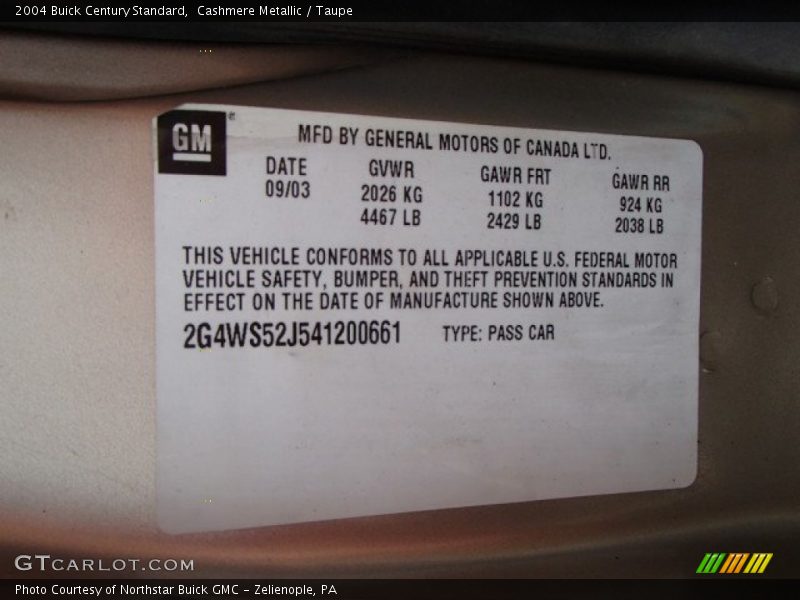 2004 Buick Century Standard,  Cashmere Metallic / Taupe
GM®
MFD BY GENERAL MOTORS OF CANADA LTD.
DATE GVWR GAWR FRT GAWR RR
09/03 2026 KG 1102 KG 924 KG
4467 LB 2429 LB 2038 LB
THIS VEHICLE CONFORMS TO ALL APPLICABLE U.S. FEDERAL MOTOR
VEHICLE SAFETY, BUMPER, AND THEFT PREVENTION STANDARDS IN
EFFECT ON THE DATE OF MANUFACTURE SHOWN ABOVE.
2G4WS52J541200661 TYPE: PASS CAR
GTCARLOT.COM
Photo Courtesy of Northstar Buick GMC - Zelienople, PA